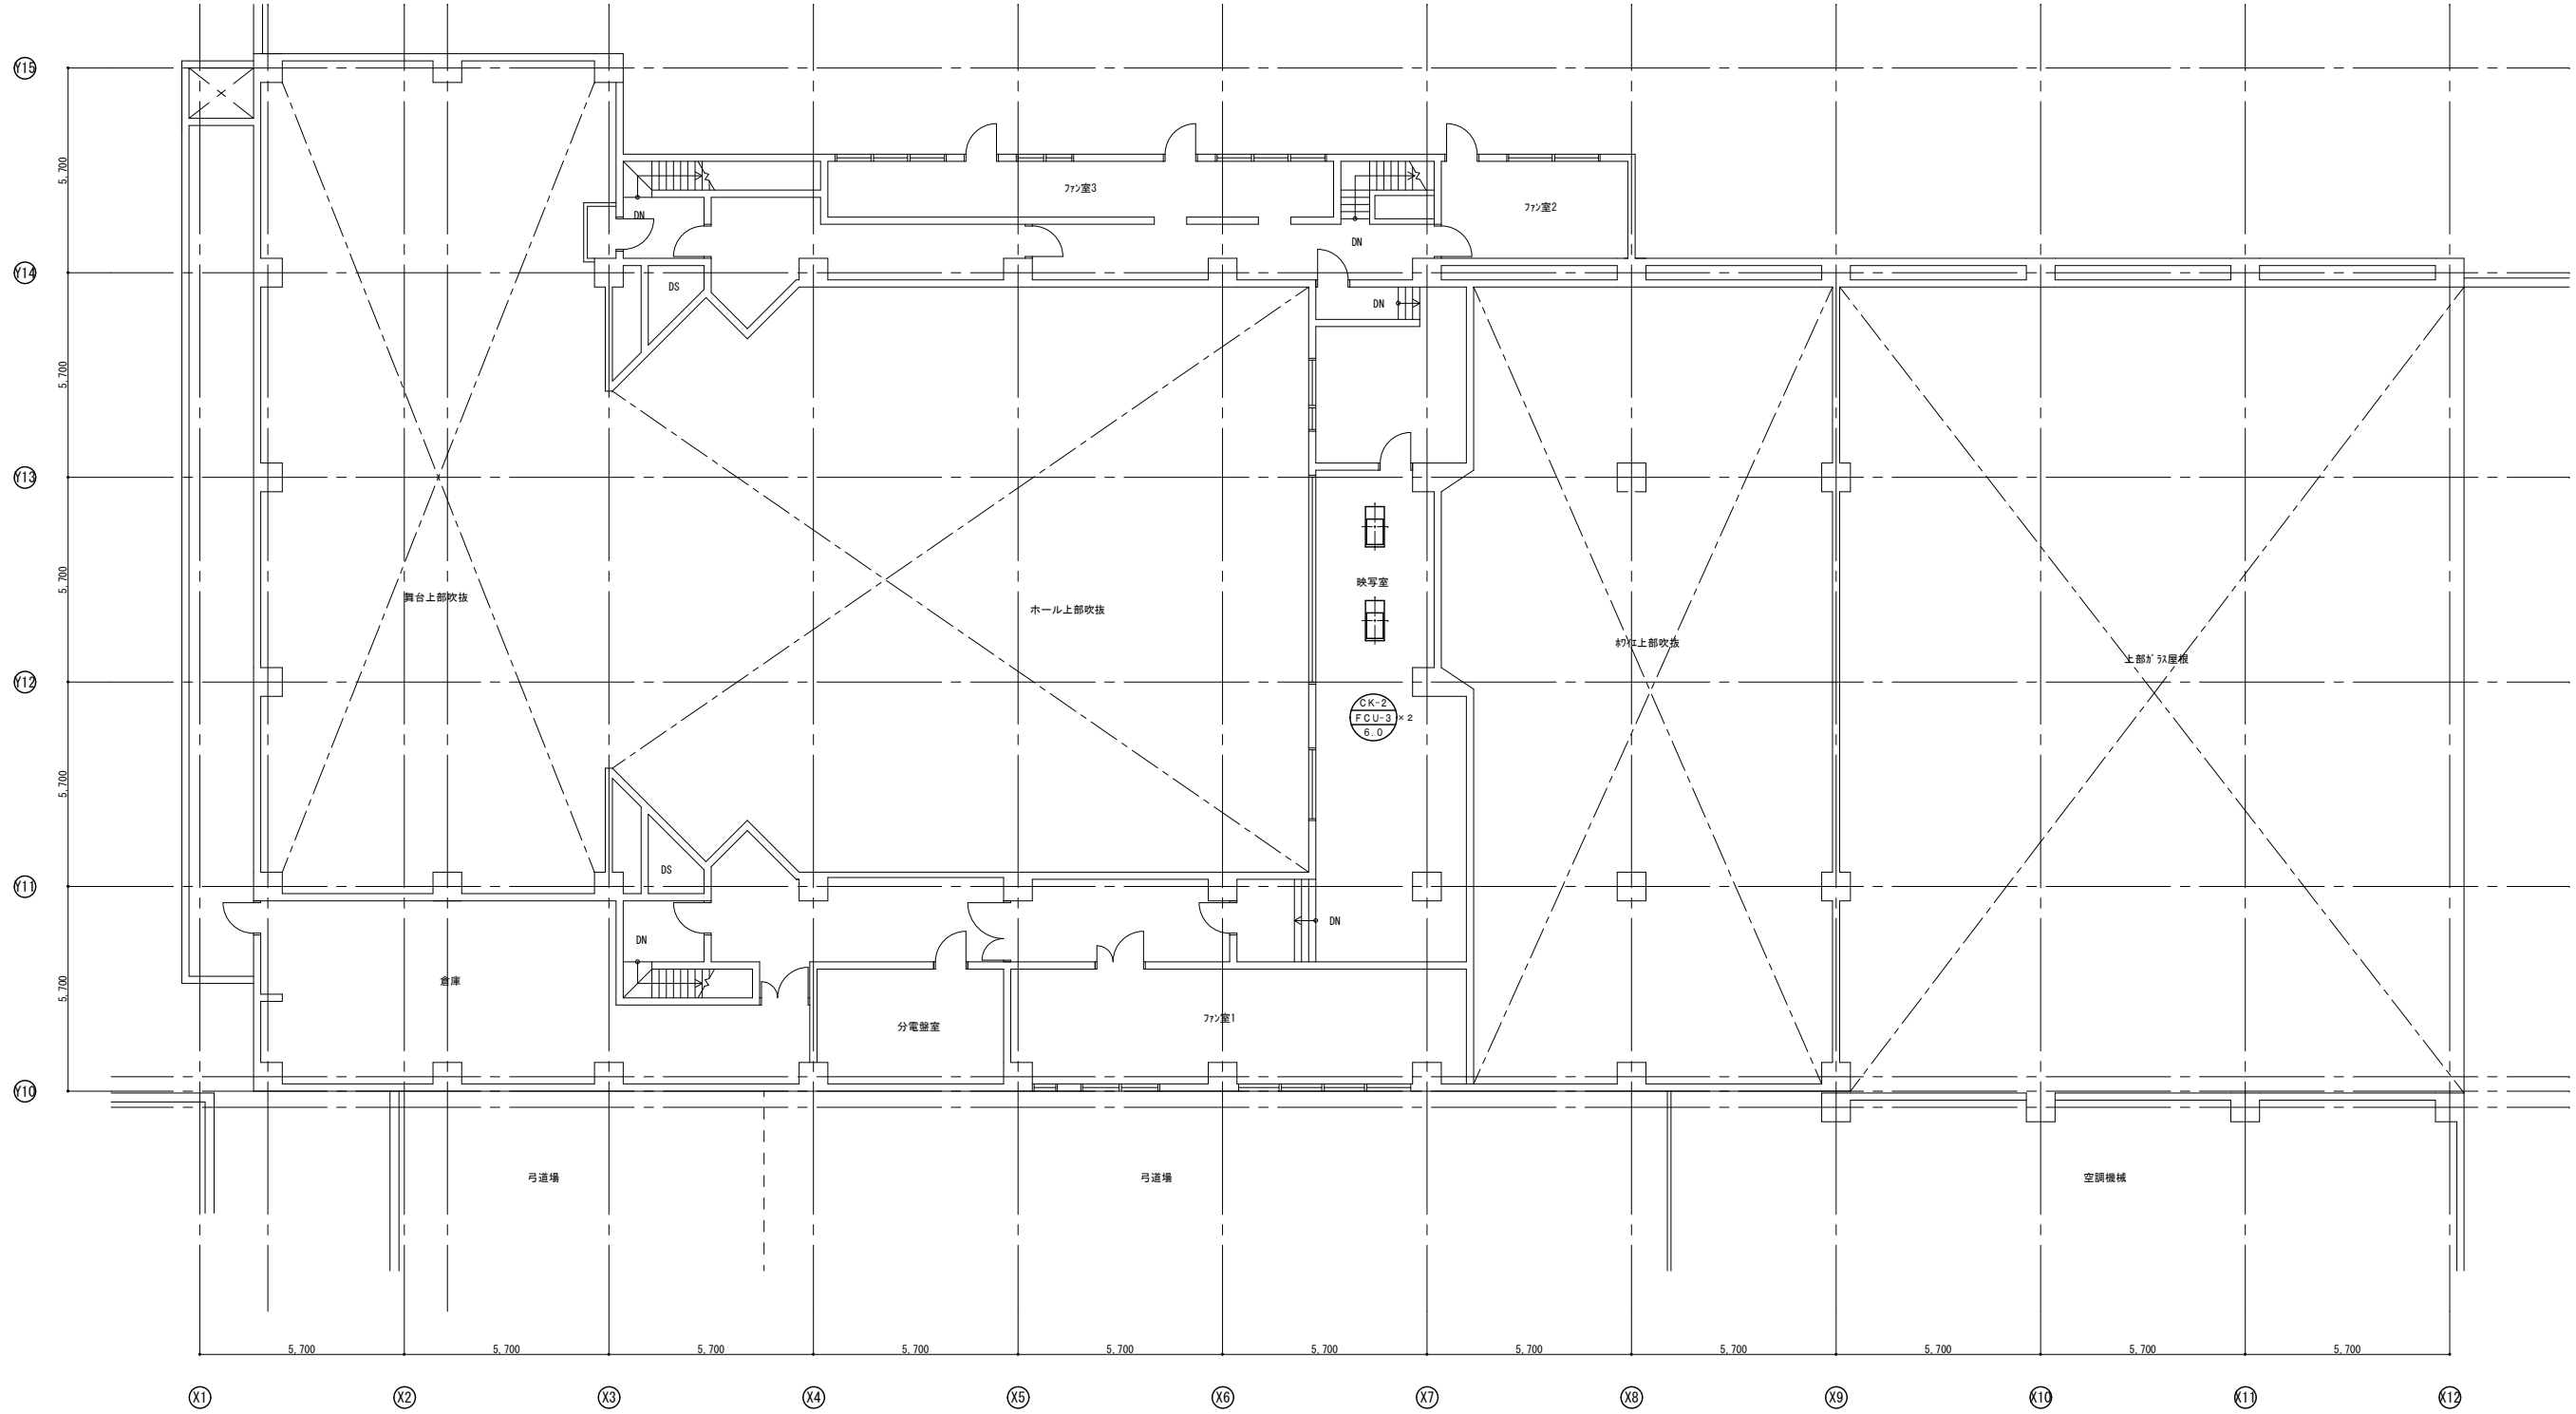 Y15
5,700
ﾌｧﾝ室3
ﾌｧﾝ室2
DN
DN
Y14
DS
DN
5,700
Y13
5,700
映写室
舞台上部吹抜
ホール上部吹抜
ﾎﾜｲｴ上部吹抜
上部ｶﾞﾗｽ屋根
Y12
CK-2
FCU-3 ×2
6.0
5,700
DS
Y11
DN
DN
倉庫
5,700
分電盤室
ﾌｧﾝ室1
Y10
弓道場
弓道場
空調機械
5,700 5,700 5,700 5,700 5,700 5,700 5,700 5,700 5,700 5,700 5,700
X1 X2 X3 X4 X5 X6 X7 X8 X9 X10 X11 X12